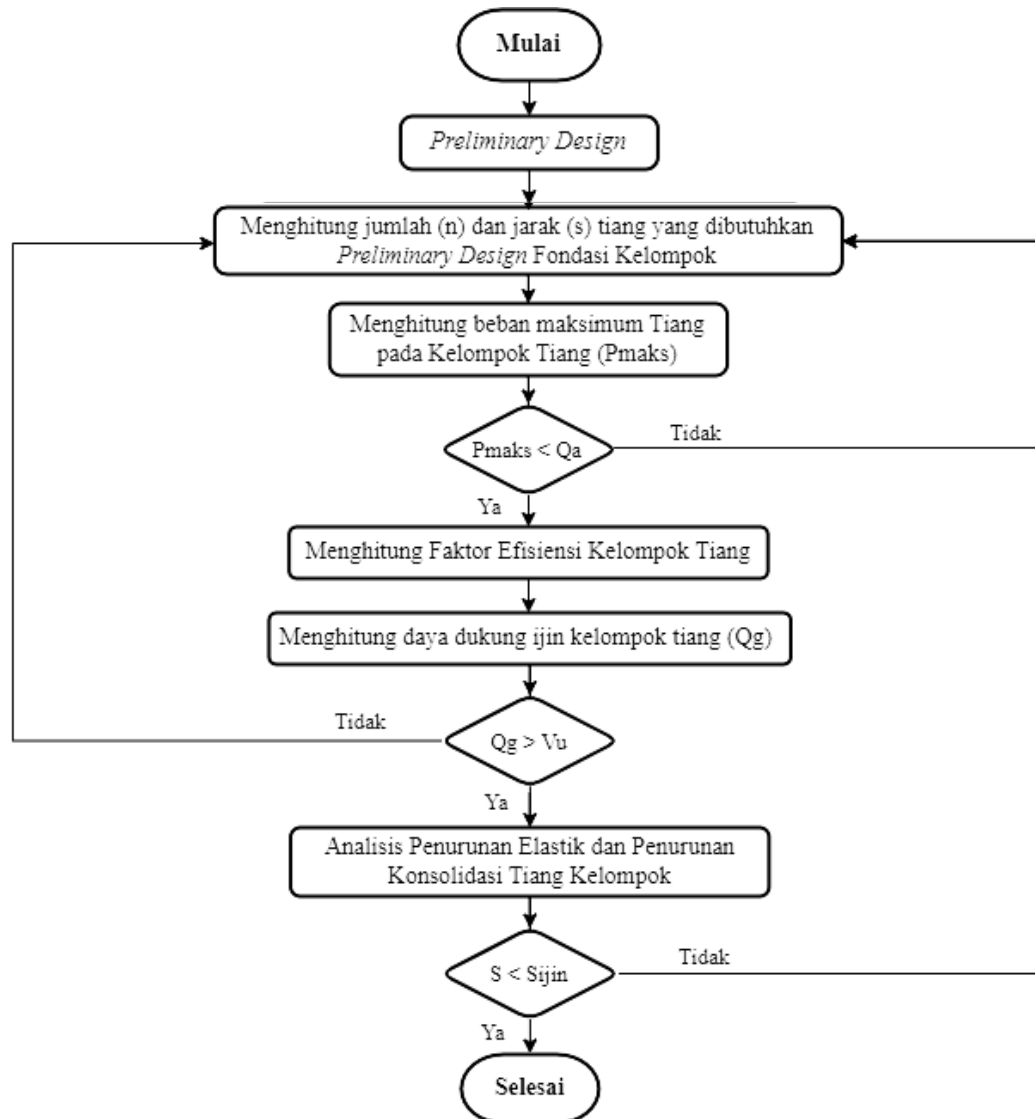 Mulai
Preliminary Design
Menghitung jumlah (n) dan jarak (s) tiang yang dibutuhkan
Preliminary Design Fondasi Kelompok
Menghitung beban maksimum Tiang
pada Kelompok Tiang (Pmaks)
Pmaks < Qa
Tidak
Ya
Menghitung Faktor Efisiensi Kelompok Tiang
Menghitung daya dukung ijin kelompok tiang (Qg)
Tidak
Qg > Vu
Ya
Analisis Penurunan Elastik dan Penurunan
Konsolidasi Tiang Kelompok
S < Sijin
Tidak
Ya
Selesai